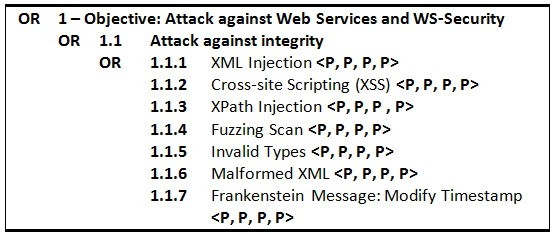 OR 1 – Objective: Attack against Web Services and WS-Security
OR 1.1 Attack against integrity
OR 1.1.1 XML Injection <P, P, P, P>
1.1.2 Cross-site Scripting (XSS) <P, P, P, P>
1.1.3 XPath Injection <P, P, P , P>
1.1.4 Fuzzing Scan <P, P, P, P>
1.1.5 Invalid Types <P, P, P, P>
1.1.6 Malformed XML <P, P, P, P>
1.1.7 Frankenstein Message: Modify Timestamp
<P, P, P, P>